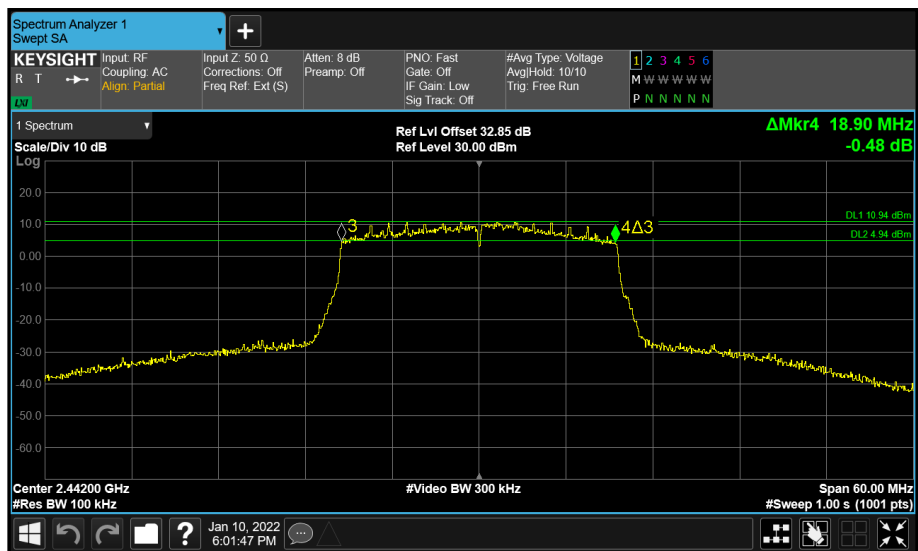 Spectrum Analyzer 1
Swept SA
KEYSIGHT
R T
LXI
Input: RF
Coupling: AC
Align: Partial
Input Z: 50 Ω
Corrections: Off
Freq Ref: Ext (S)
Atten: 8 dB
Preamp: Off
PNO: Fast
Gate: Off
IF Gain: Low
Sig Track: Off
#Avg Type: Voltage
Avg|Hold: 10/10
Trig: Free Run
1 2 3 4 5 6
M W W W W W
P N N N N N
1 Spectrum
Scale/Div 10 dB
Log
Ref Lvl Offset 32.85 dB
Ref Level 30.00 dBm
ΔMkr4 18.90 MHz
-0.48 dB
20.0
10.0
0.00
-10.0
-20.0
-30.0
-40.0
-50.0
-60.0
3
4Δ3
DL1 10.94 dBm
DL2 4.94 dBm
Center 2.44200 GHz
#Res BW 100 kHz
#Video BW 300 kHz
Span 60.00 MHz
#Sweep 1.00 s (1001 pts)
?
Jan 10, 2022
6:01:47 PM